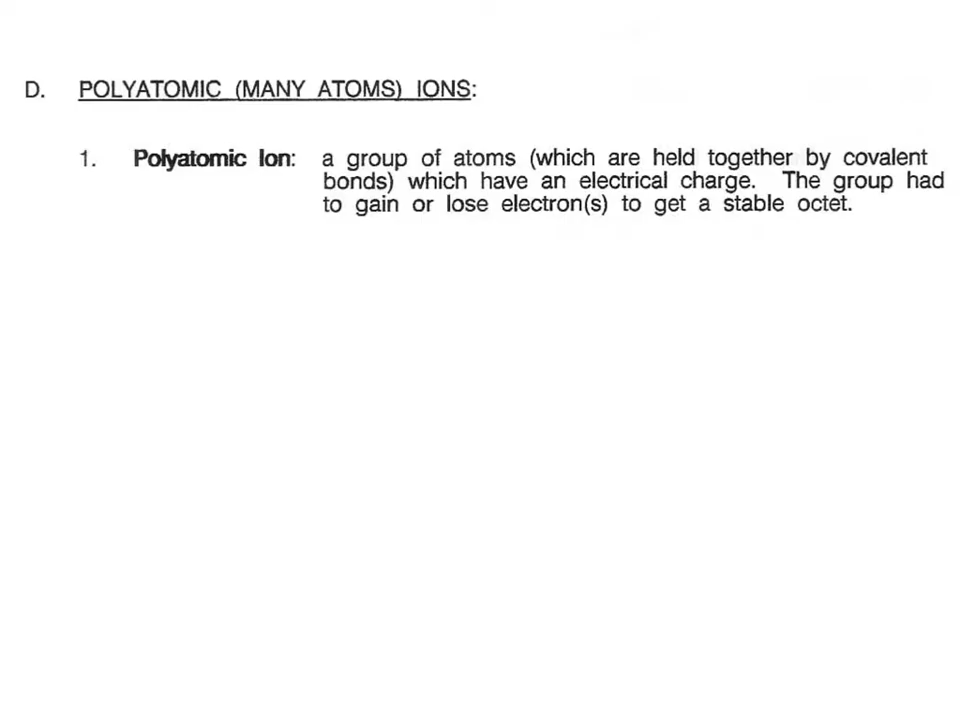 D. POLYATOMIC (MANY ATOMS) IONS:
1. Polyatomic Ion: a group of atoms (which are held together by covalent
bonds) which have an electrical charge. The group had
to gain or lose electron(s) to get a stable octet.